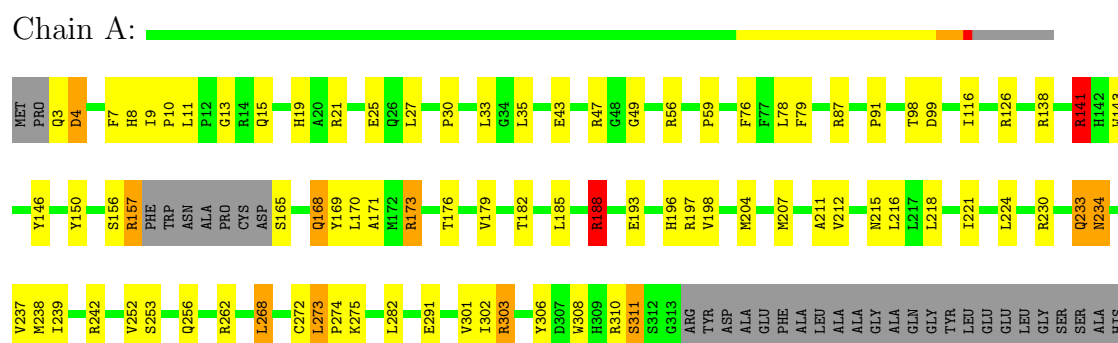 Chain A:
MET PRO Q3 D4 F7 H8 I9 P10 L11 P12 G13 R14 Q15 H19 A20 R21 E25 Q26 L27 P30 L33 G34 L35 E43 R47 G48 G49 R56 P59 F76 F77 L78 F79 R87 P91 T98 D99 I116 R126 R138 R141 H142 W143
Y146 Y150 S156 R157 PHE TRP ASN ALA PRO CYS ASP S165 Q168 Y169 L170 A171 M172 R173 T176 V179 T182 L185 R188 E193 H196 R197 V198 M204 M207 A211 V212 N215 L216 L217 L218 I221 L224 R230 Q233 N234
V237 M238 I239 R242 V252 S253 Q256 R262 L268 C272 L273 P274 K275 L282 E291 V301 I302 R303 Y306 D307 W308 H309 R310 S311 S312 G313 ARG TYR ASP ALA GLU PHE ALA LEU ALA ALA GLY ALA GLN GLY TYR LEU GLU GLU LEU GLY SER SER ALA HIS